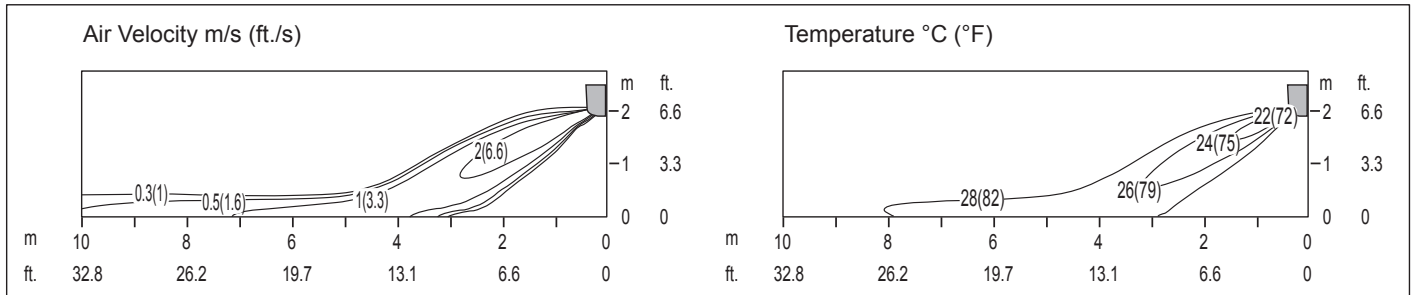 Air Velocity m/s (ft./s)
m ft.
2 6.6
1 3.3
0 0
2(6.6)
0.3(1)
0.5(1.6)
1(3.3)
m 10 8 6 4 2 0
ft. 32.8 26.2 19.7 13.1 6.6 0
Temperature °C (°F)
m ft.
2 6.6
1 3.3
0 0
22(72)
24(75)
26(79)
28(82)
m 10 8 6 4 2 0
ft. 32.8 26.2 19.7 13.1 6.6 0